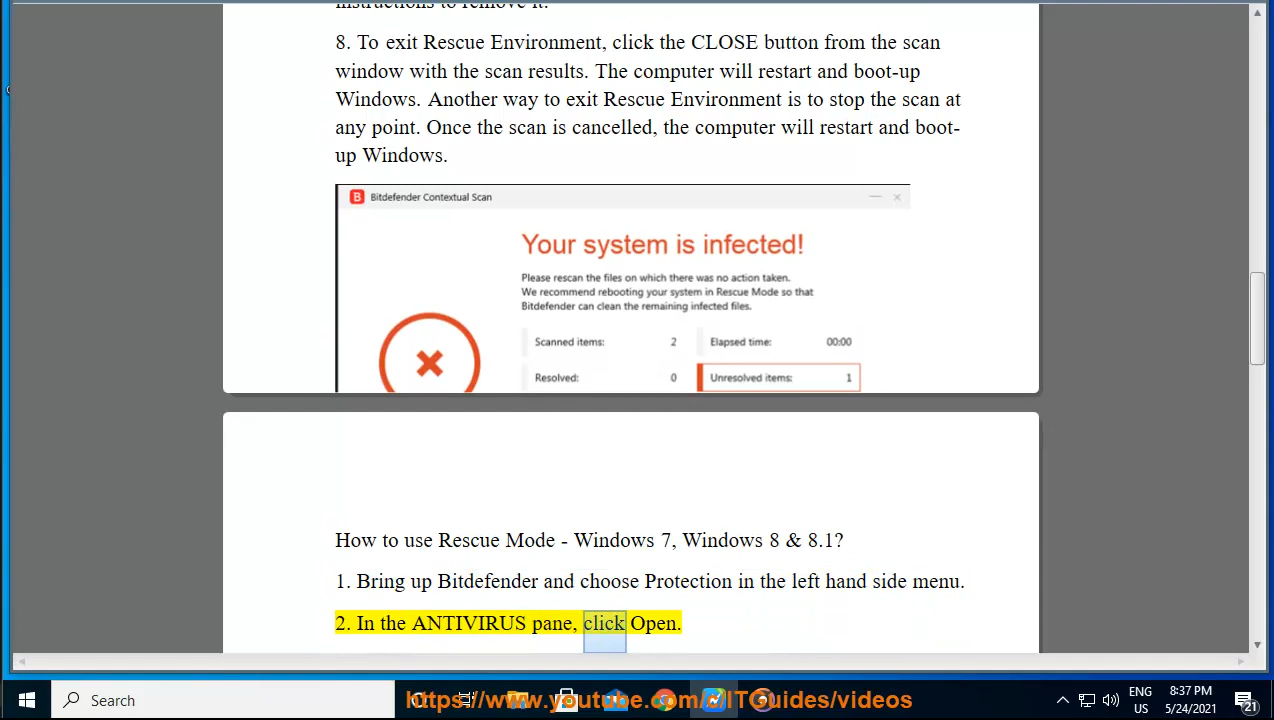 instructions to remove it.
8. To exit Rescue Environment, click the CLOSE button from the scan
window with the scan results. The computer will restart and boot-up
Windows. Another way to exit Rescue Environment is to stop the scan at
any point. Once the scan is cancelled, the computer will restart and boot-
up Windows.
B Bitdefender Contextual Scan
Your system is infected!
Please rescan the files on which there was no action taken.
We recommend rebooting your system in Rescue Mode so that
Bitdefender can clean the remaining infected files.
Scanned items: 2 Elapsed time: 00:00
Resolved: 0 Unresolved items: 1
How to use Rescue Mode - Windows 7, Windows 8 & 8.1?
1. Bring up Bitdefender and choose Protection in the left hand side menu.
2. In the ANTIVIRUS pane, click Open.
Search
https://www.youtube.com/c/ITGuides/videos
ENG
US
8:37 PM
5/24/2021
21